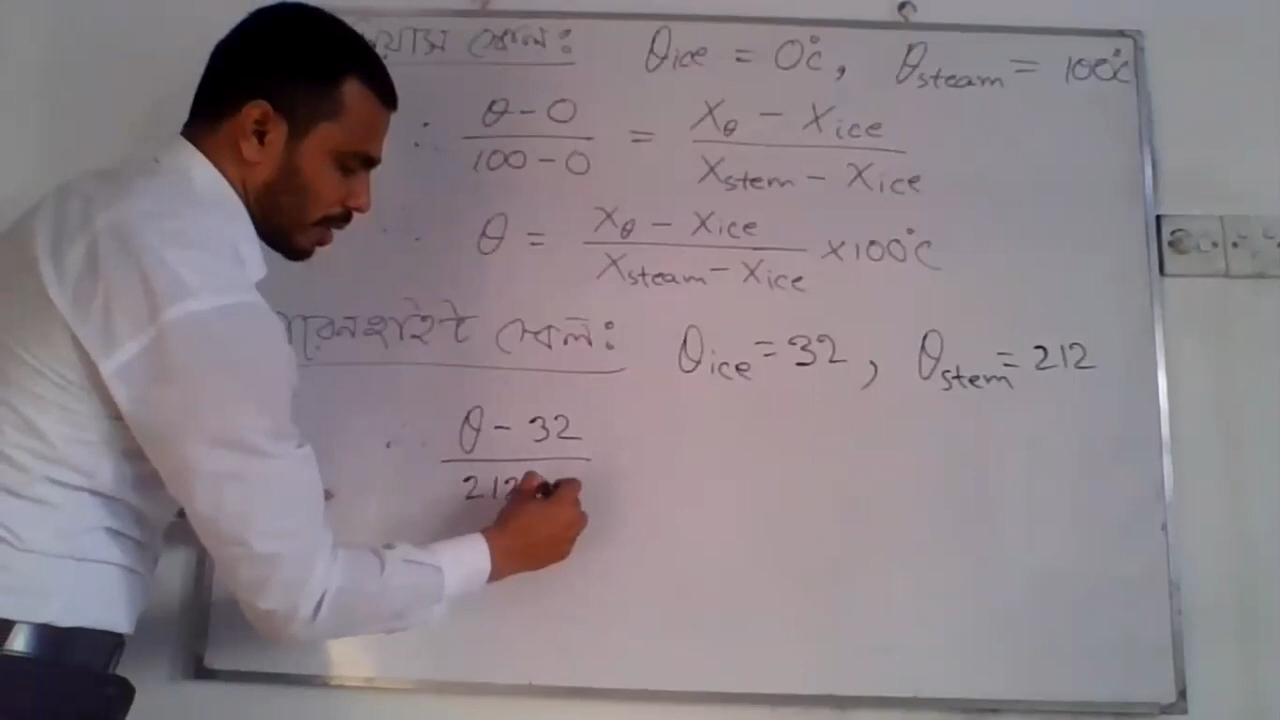 স্কেল: θice = 0°c, θsteam = 100°c
∴ θ - 0 / 100 - 0 = Xθ - Xice / Xstem - Xice
∴ θ = Xθ - Xice / Xsteam - Xice × 100°c
স্কেল: θice = 32, θstem = 212
∴ θ - 32 / 212